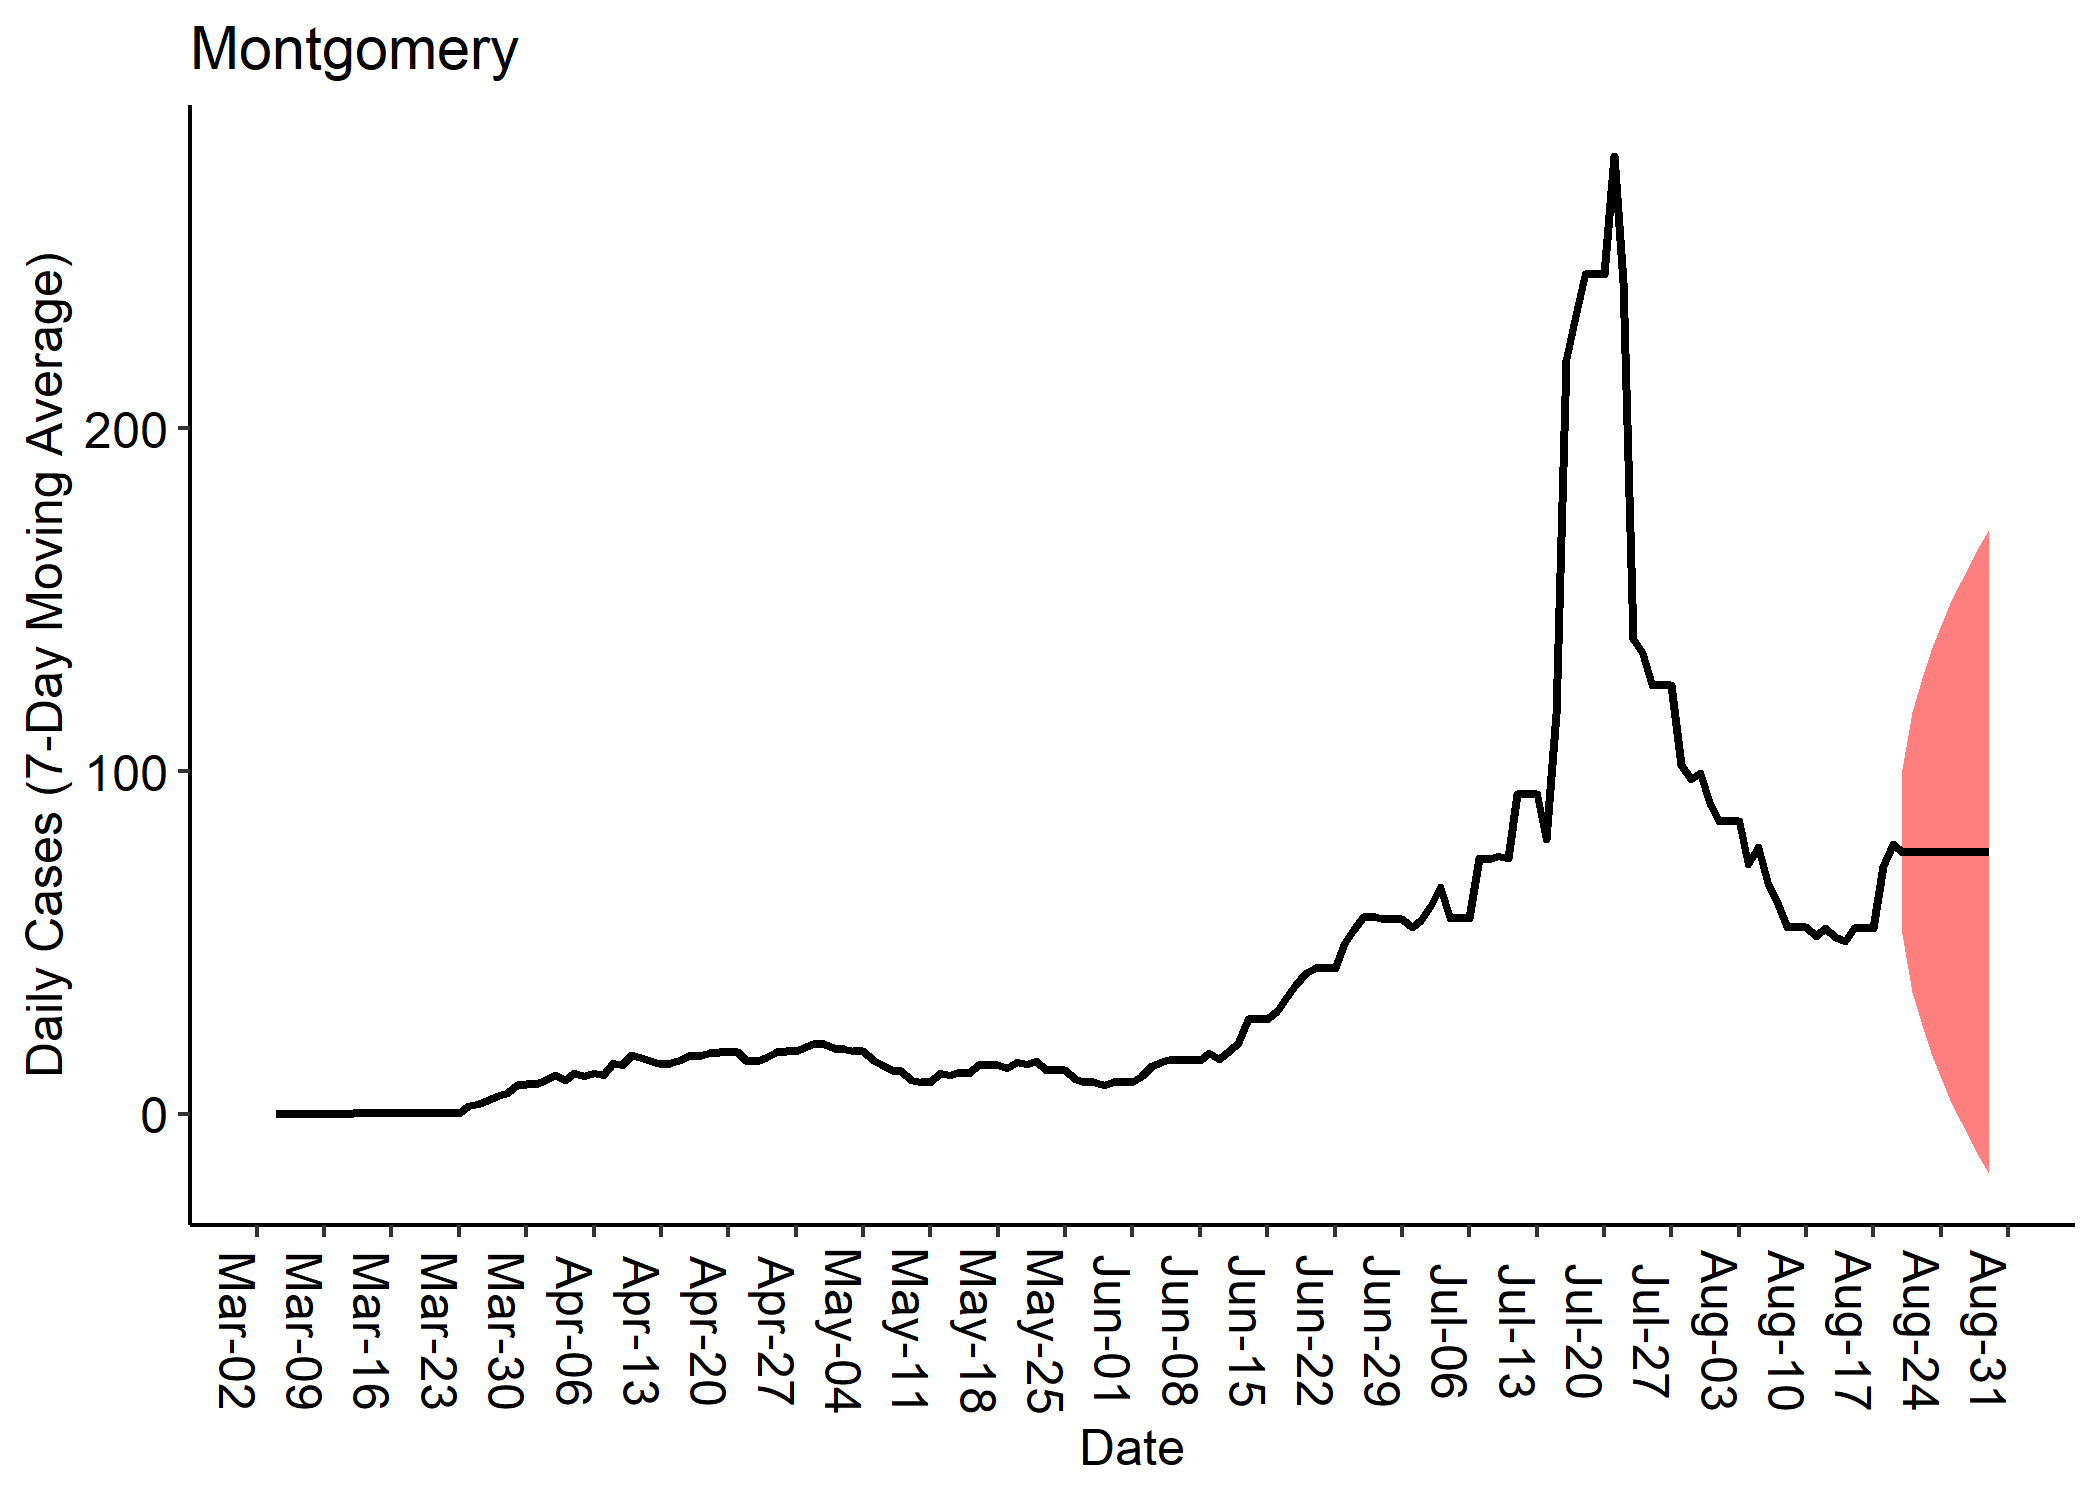 Montgomery
Daily Cases (7-Day Moving Average)
200
100
0
Mar-02
Mar-09
Mar-16
Mar-23
Mar-30
Apr-06
Apr-13
Apr-20
Apr-27
May-04
May-11
May-18
May-25
Jun-01
Jun-08
Jun-15
Jun-22
Jun-29
Jul-06
Jul-13
Jul-20
Jul-27
Aug-03
Aug-10
Aug-17
Aug-24
Aug-31
Date